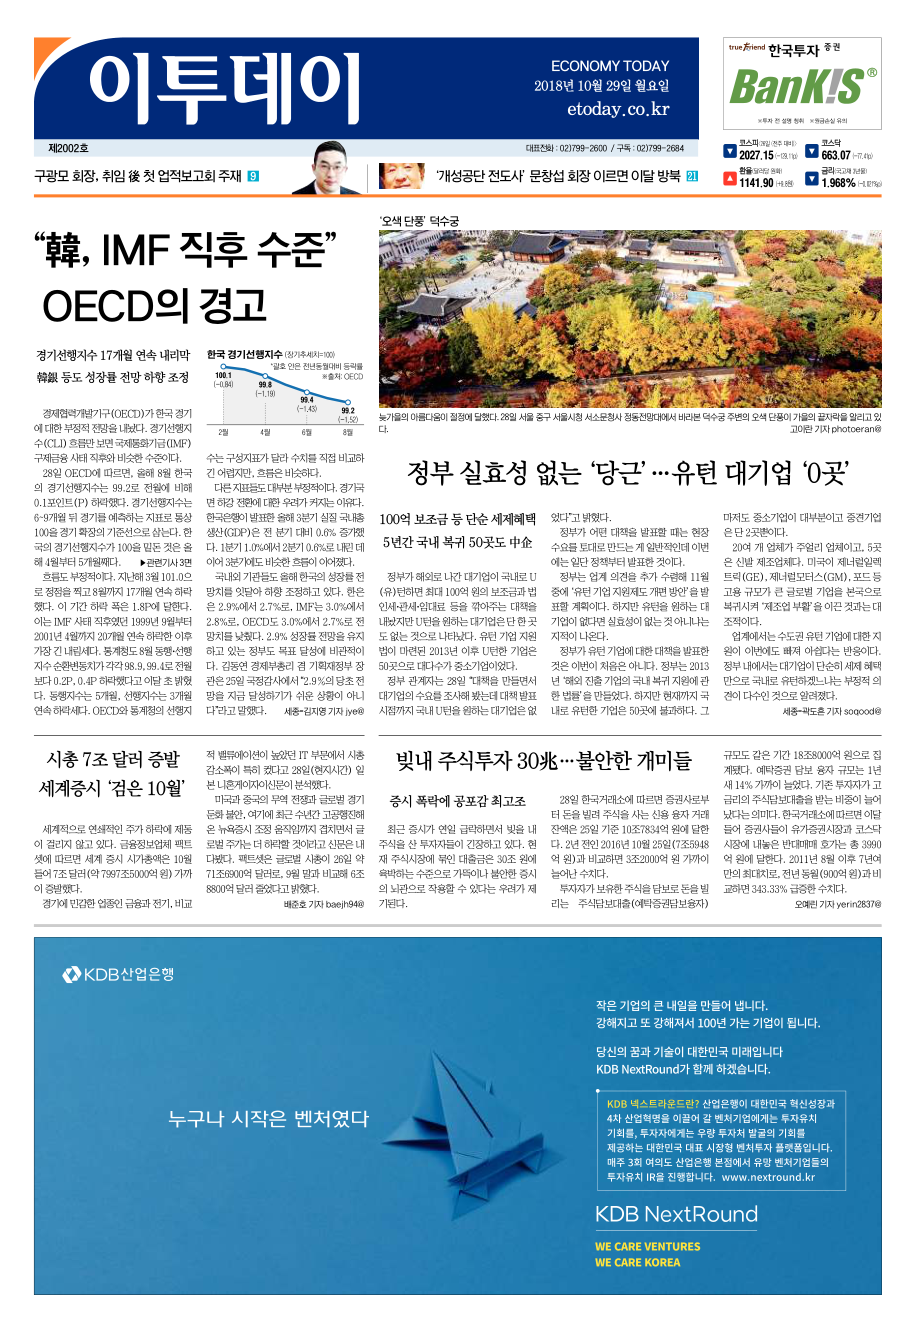 이투데이
ECONOMY TODAY
2018년 10월 29일 월요일
etoday.co.kr
제2002호
대표전화 : 02)799-2600 / 구독 : 02)799-2684
구광모 회장, 취임 後 첫 업적보고회 주재 9
'개성공단 전도사' 문창섭 회장 이르면 이달 방북 21
true friend 한국투자 증권
BanKIS®
※투자 전 설명 청취 ※원금손실 유의
코스피(26일/전주 대비)
2027.15(-129.11p)
코스닥
663.07(-77.41p)
환율(달러당 원화)
1141.90(+9.8원)
금리(국고채 3년물)
1.968%(-0.021%p)
"韓, IMF 직후 수준"
OECD의 경고
경기선행지수 17개월 연속 내리막
韓銀 등도 성장률 전망 하향 조정
한국 경기선행지수 (장기추세치=100)
*괄호 안은 전년동월대비 등락률
※출처: OECD
100.1
(-0.84)
99.8
(-1.19)
99.4
(-1.43)
99.2
(-1.52)
2월 4월 6월 8월
경제협력개발기구(OECD)가 한국 경기
에 대한 부정적 전망을 내놨다. 경기선행지
수(CLI) 흐름만 보면 국제통화기금(IMF)
구제금융 사태 직후와 비슷한 수준이다.
28일 OECD에 따르면, 올해 8월 한국
의 경기선행지수는 99.2로 전월에 비해
0.1포인트(P) 하락했다. 경기선행지수는
6~9개월 뒤 경기를 예측하는 지표로 통상
100을 경기 확장의 기준선으로 삼는다. 한
국의 경기선행지수가 100을 밑돈 것은 올
해 4월부터 5개월째다. ▶관련기사 3면
흐름도 부정적이다. 지난해 3월 101.0으
로 정점을 찍고 8월까지 17개월 연속 하락
했다. 이 기간 하락 폭은 1.8P에 달한다.
이는 IMF 사태 직후였던 1999년 9월부터
2001년 4월까지 20개월 연속 하락한 이후
가장 긴 내림세다. 통계청도 8월 동행·선행
지수 순환변동치가 각각 98.9, 99.4로 전월
보다 0.2P, 0.4P 하락했다고 이달 초 밝혔
다. 동행지수는 5개월, 선행지수는 3개월
연속 하락세다. OECD와 통계청의 선행지
수는 구성지표가 달라 수치를 직접 비교하
긴 어렵지만, 흐름은 비슷하다.
다른 지표들도 대부분 부정적이다. 경기국
면 하강 전환에 대한 우려가 커지는 이유다.
한국은행이 발표한 올해 3분기 실질 국내총
생산(GDP)은 전 분기 대비 0.6% 증가했
다. 1분기 1.0%에서 2분기 0.6%로 내린 데
이어 3분기에도 비슷한 흐름이 이어졌다.
국내외 기관들도 올해 한국의 성장률 전
망치를 잇달아 하향 조정하고 있다. 한은
은 2.9%에서 2.7%로, IMF는 3.0%에서
2.8%로, OECD도 3.0%에서 2.7%로 전
망치를 낮췄다. 2.9% 성장률 전망을 유지
하고 있는 정부도 목표 달성에 비관적이
다. 김동연 경제부총리 겸 기획재정부 장
관은 25일 국정감사에서 "2.9%의 당초 전
망을 지금 달성하기가 쉬운 상황이 아니
다"라고 말했다. 세종=김지영 기자 jye@
'오색 단풍' 덕수궁
늦가을의 아름다움이 절정에 달했다. 28일 서울 중구 서울시청 서소문청사 정동전망대에서 바라본 덕수궁 주변의 오색 단풍이 가을의 끝자락을 알리고 있
다. 고이란 기자 photoeran@
정부 실효성 없는 '당근'…유턴 대기업 '0곳'
100억 보조금 등 단순 세제혜택
5년간 국내 복귀 50곳도 中企
정부가 해외로 나간 대기업이 국내로 U
(유)턴하면 최대 100억 원의 보조금과 법
인세·관세·임대료 등을 깎아주는 대책을
내놨지만 U턴을 원하는 대기업은 단 한 곳
도 없는 것으로 나타났다. 유턴 기업 지원
법이 마련된 2013년 이후 U턴한 기업은
50곳으로 대다수가 중소기업이었다.
정부 관계자는 28일 "대책을 만들면서
대기업의 수요를 조사해 봤는데 대책 발표
시점까지 국내 U턴을 원하는 대기업은 없
었다"고 밝혔다.
정부가 어떤 대책을 발표할 때는 현장
수요를 토대로 만드는 게 일반적인데 이번
에는 일단 정책부터 발표한 것이다.
정부는 업계 의견을 추가 수렴해 11월
중에 '유턴 기업 지원제도 개편 방안'을 발
표할 계획이다. 하지만 유턴을 원하는 대
기업이 없다면 실효성이 없는 것 아니냐는
지적이 나온다.
정부가 유턴 기업에 대한 대책을 발표한
것은 이번이 처음은 아니다. 정부는 2013
년 '해외 진출 기업의 국내 복귀 지원에 관
한 법률'을 만들었다. 하지만 현재까지 국
내로 유턴한 기업은 50곳에 불과하다. 그
마저도 중소기업이 대부분이고 중견기업
은 단 2곳뿐이다.
20여 개 업체가 주얼리 업체이고, 5곳
은 신발 제조업체다. 미국이 제너럴일렉
트릭(GE), 제너럴모터스(GM), 포드 등
고용 규모가 큰 글로벌 기업을 본국으로
복귀시켜 '제조업 부활'을 이끈 것과는 대
조적이다.
업계에서는 수도권 유턴 기업에 대한 지
원이 이번에도 빠져 아쉽다는 반응이다.
정부 내에서는 대기업이 단순히 세제 혜택
만으로 국내로 유턴하겠느냐는 부정적 의
견이 다수인 것으로 알려졌다.
세종=곽도흔 기자 sogood@
시총 7조 달러 증발
세계증시 '검은 10월'
세계적으로 연쇄적인 주가 하락에 제동
이 걸리지 않고 있다. 금융정보업체 팩트
셋에 따르면 세계 증시 시가총액은 10월
들어 7조 달러(약 7997조5000억 원) 가까
이 증발했다.
경기에 민감한 업종인 금융과 전기, 비교
적 밸류에이션이 높았던 IT 부문에서 시총
감소폭이 특히 컸다고 28일(현지시간) 일
본 니혼게이자이신문이 분석했다.
미국과 중국의 무역 전쟁과 글로벌 경기
둔화 불안, 여기에 최근 수년간 고공행진해
온 뉴욕증시 조정 움직임까지 겹치면서 글
로벌 주가는 더 하락할 것이라고 신문은 내
다봤다. 팩트셋은 글로벌 시총이 26일 약
71조6900억 달러로, 9월 말과 비교해 6조
8800억 달러 줄었다고 밝혔다.
배준호 기자 baejh94@
빚내 주식투자 30兆…불안한 개미들
증시 폭락에 공포감 최고조
최근 증시가 연일 급락하면서 빚을 내
주식을 산 투자자들이 긴장하고 있다. 현
재 주식시장에 묶인 대출금은 30조 원에
육박하는 수준으로 가뜩이나 불안한 증시
의 뇌관으로 작용할 수 있다는 우려가 제
기된다.
28일 한국거래소에 따르면 증권사로부
터 돈을 빌려 주식을 사는 신용 융자 거래
잔액은 25일 기준 10조7834억 원에 달한
다. 2년 전인 2016년 10월 25일(7조5948
억 원)과 비교하면 3조2000억 원 가까이
늘어난 수치다.
투자자가 보유한 주식을 담보로 돈을 빌
리는 주식담보대출(예탁증권담보융자)
규모도 같은 기간 18조8000억 원으로 집
계됐다. 예탁증권 담보 융자 규모는 1년
새 14% 가까이 늘었다. 기존 투자자가 고
금리의 주식담보대출을 받는 비중이 늘어
났다는 의미다. 한국거래소에 따르면 이달
들어 증권사들이 유가증권시장과 코스닥
시장에 내놓은 반대매매 호가는 총 3990
억 원에 달한다. 2011년 8월 이후 7년여
만의 최대치로, 전년 동월(900억 원)과 비
교하면 343.33% 급증한 수치다.
오예린 기자 yerin2837@
KDB산업은행
누구나 시작은 벤처였다
작은 기업의 큰 내일을 만들어 냅니다.
강해지고 또 강해져서 100년 가는 기업이 됩니다.
당신의 꿈과 기술이 대한민국 미래입니다
KDB NextRound가 함께 하겠습니다.
KDB 넥스트라운드란? 산업은행이 대한민국 혁신성장과
4차 산업혁명을 이끌어 갈 벤처기업에게는 투자유치
기회를, 투자자에게는 우량 투자처 발굴의 기회를
제공하는 대한민국 대표 시장형 벤처투자 플랫폼입니다.
매주 3회 여의도 산업은행 본점에서 유망 벤처기업들의
투자유치 IR을 진행합니다. www.nextround.kr
KDB NextRound
WE CARE VENTURES
WE CARE KOREA